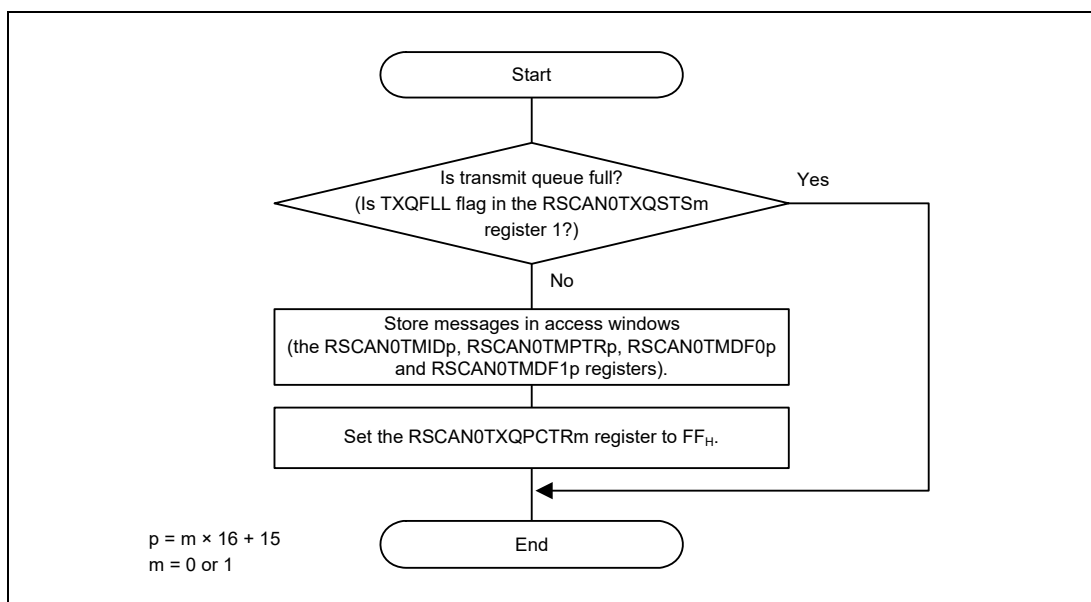 Start
Is transmit queue full?
(Is TXQFLL flag in the RSCAN0TXQSTSm
register 1?)
Yes
No
Store messages in access windows
(the RSCAN0TMIDp, RSCAN0TMPTRp, RSCAN0TMDF0p
and RSCAN0TMDF1p registers).
Set the RSCAN0TXQPCTRm register to FFH.
End
p = m × 16 + 15
m = 0 or 1